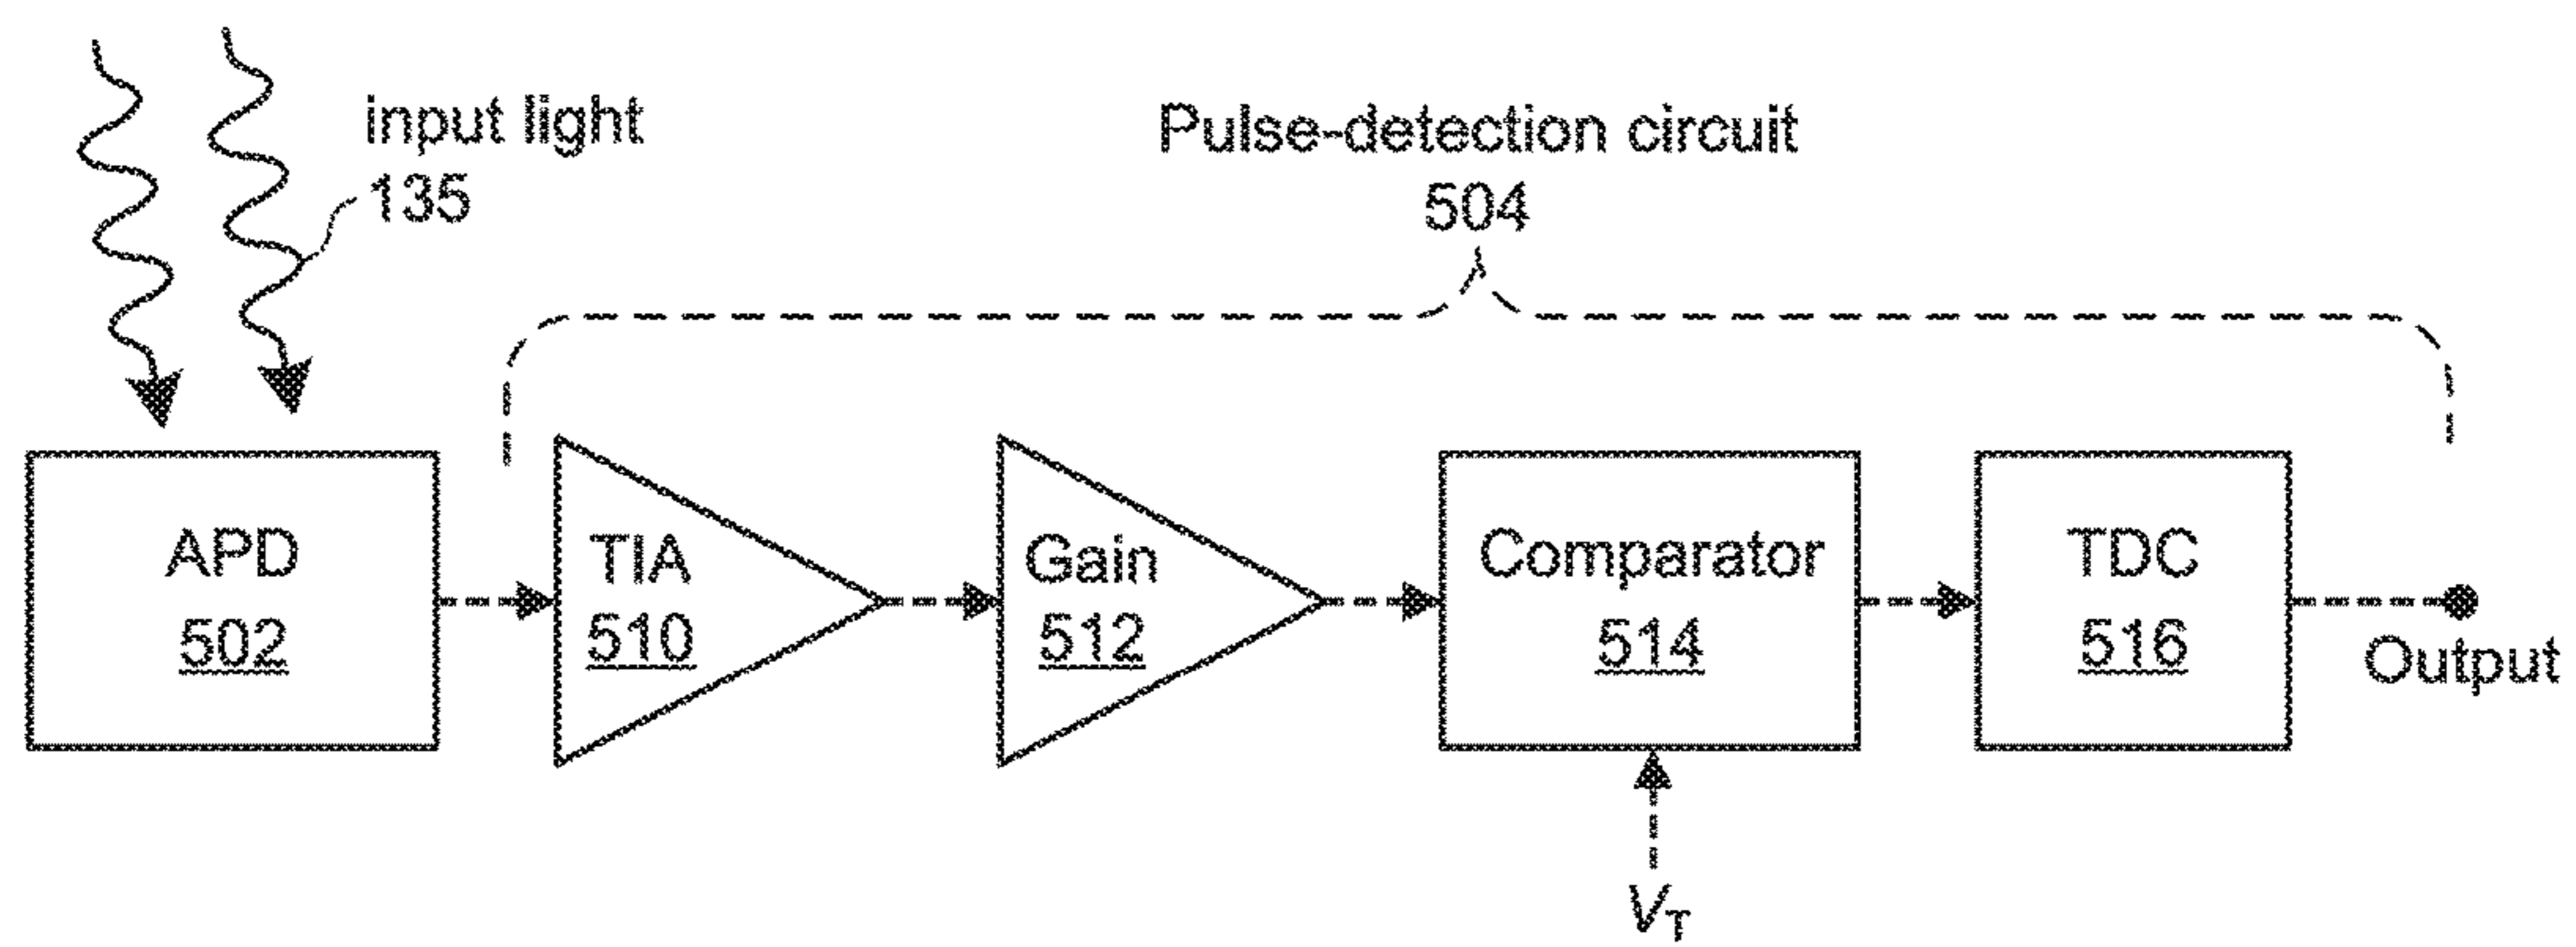 input light
135
Pulse-detection circuit
504
APD
502
TIA
510
Gain
512
Comparator
514
TDC
516
Output
VT